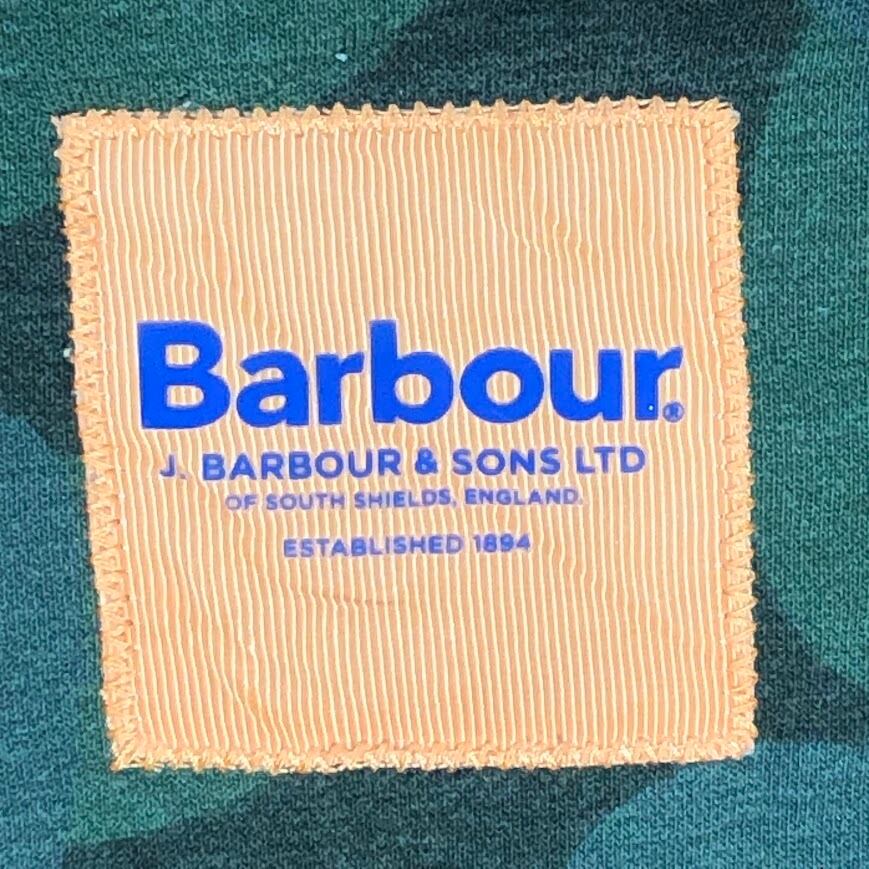 Barbour®
J. BARBOUR & SONS LTD
OF SOUTH SHIELDS, ENGLAND.
ESTABLISHED 1894